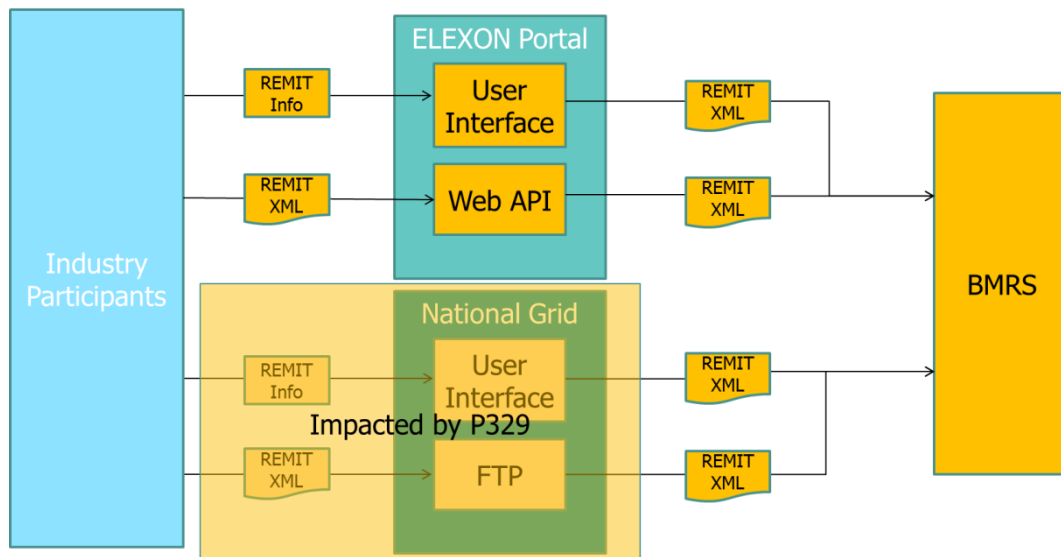 ELEXON Portal
REMIT
Info
User
Interface
REMIT
XML
REMIT
XML
Web API
REMIT
XML
Industry
Participants
BMRS
National Grid
REMIT
Info
User
Interface
REMIT
XML
Impacted by P329
REMIT
XML
FTP
REMIT
XML